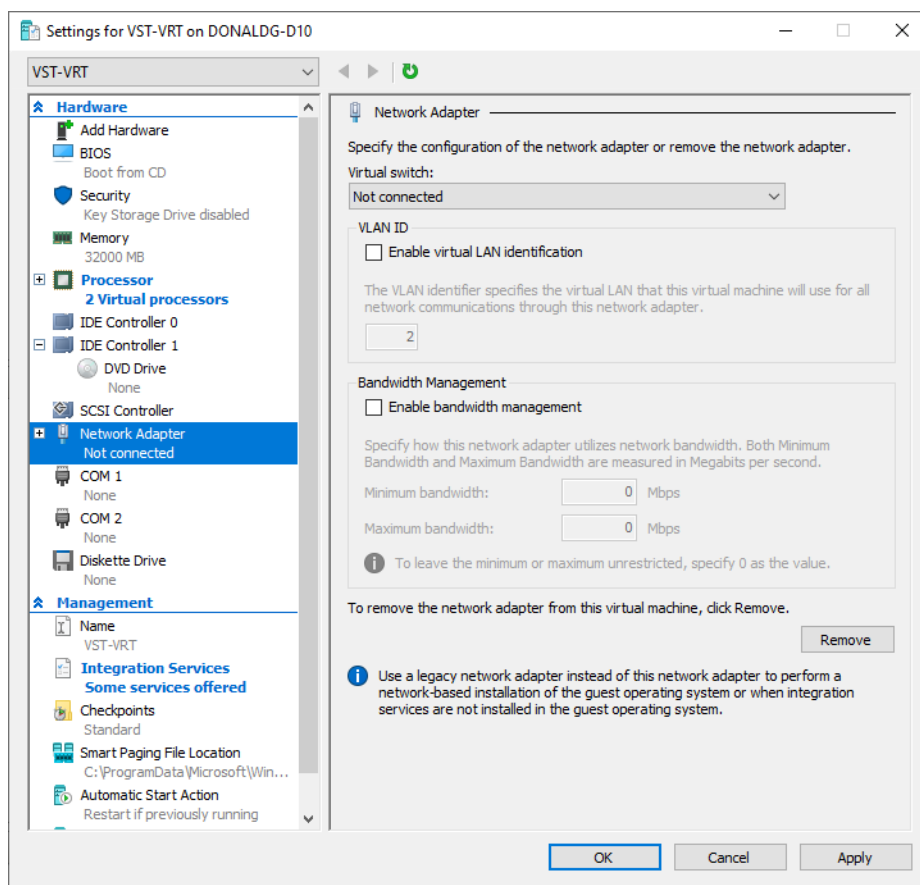 Settings for VST-VRT on DONALDG-D10
VST-VRT
Hardware
Add Hardware
BIOS
Boot from CD
Security
Key Storage Drive disabled
Memory
32000 MB
Processor
2 Virtual processors
IDE Controller 0
IDE Controller 1
DVD Drive
None
SCSI Controller
Network Adapter
Not connected
COM 1
None
COM 2
None
Diskette Drive
None
Management
Name
VST-VRT
Integration Services
Some services offered
Checkpoints
Standard
Smart Paging File Location
C:\ProgramData\Microsoft\Win...
Automatic Start Action
Restart if previously running
Network Adapter
Specify the configuration of the network adapter or remove the network adapter.
Virtual switch:
Not connected
VLAN ID
Enable virtual LAN identification
The VLAN identifier specifies the virtual LAN that this virtual machine will use for all
network communications through this network adapter.
2
Bandwidth Management
Enable bandwidth management
Specify how this network adapter utilizes network bandwidth. Both Minimum
Bandwidth and Maximum Bandwidth are measured in Megabits per second.
Minimum bandwidth: 0 Mbps
Maximum bandwidth: 0 Mbps
To leave the minimum or maximum unrestricted, specify 0 as the value.
To remove the network adapter from this virtual machine, click Remove.
Remove
Use a legacy network adapter instead of this network adapter to perform a
network-based installation of the guest operating system or when integration
services are not installed in the guest operating system.
OK Cancel Apply